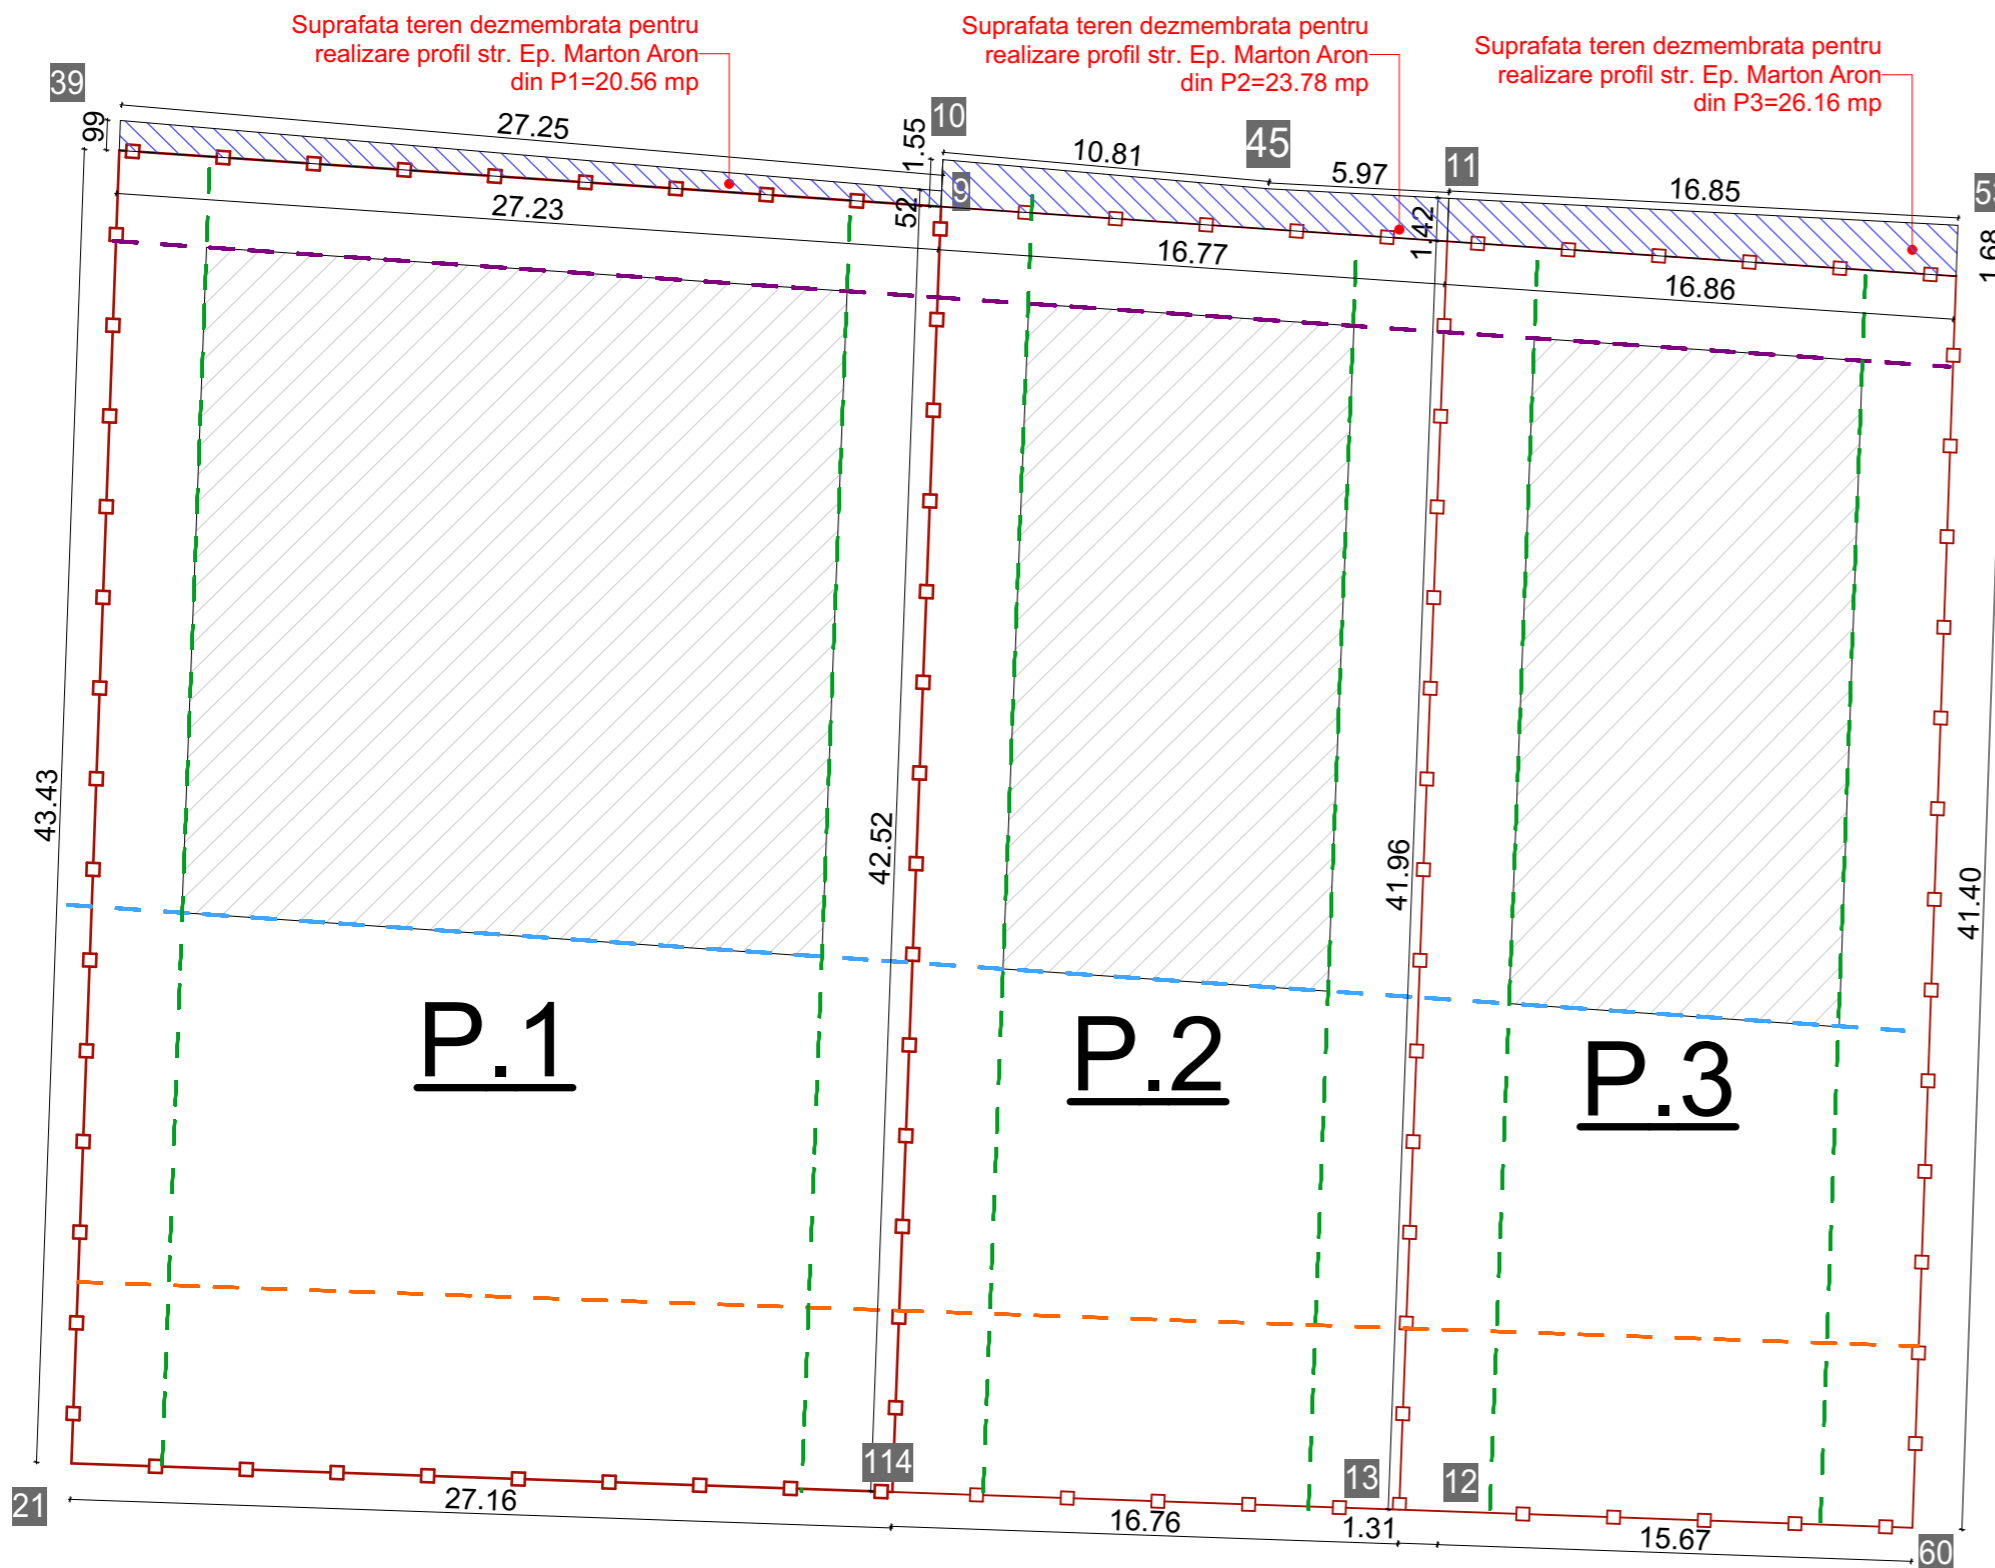 Suprafata teren dezmembrata pentru
realizare profil str. Ep. Marton Aron
din P1=20.56 mp
Suprafata teren dezmembrata pentru
realizare profil str. Ep. Marton Aron
din P2=23.78 mp
Suprafata teren dezmembrata pentru
realizare profil str. Ep. Marton Aron
din P3=26.16 mp
39
99
27.25
1.55
10
10.81
45
5.97
11
16.85
27.23
52
9
16.77
1.42
16.86
1.68
43.43
42.52
41.96
41.40
P.1
P.2
P.3
21
27.16
114
16.76
13
1.31
12
15.67
60